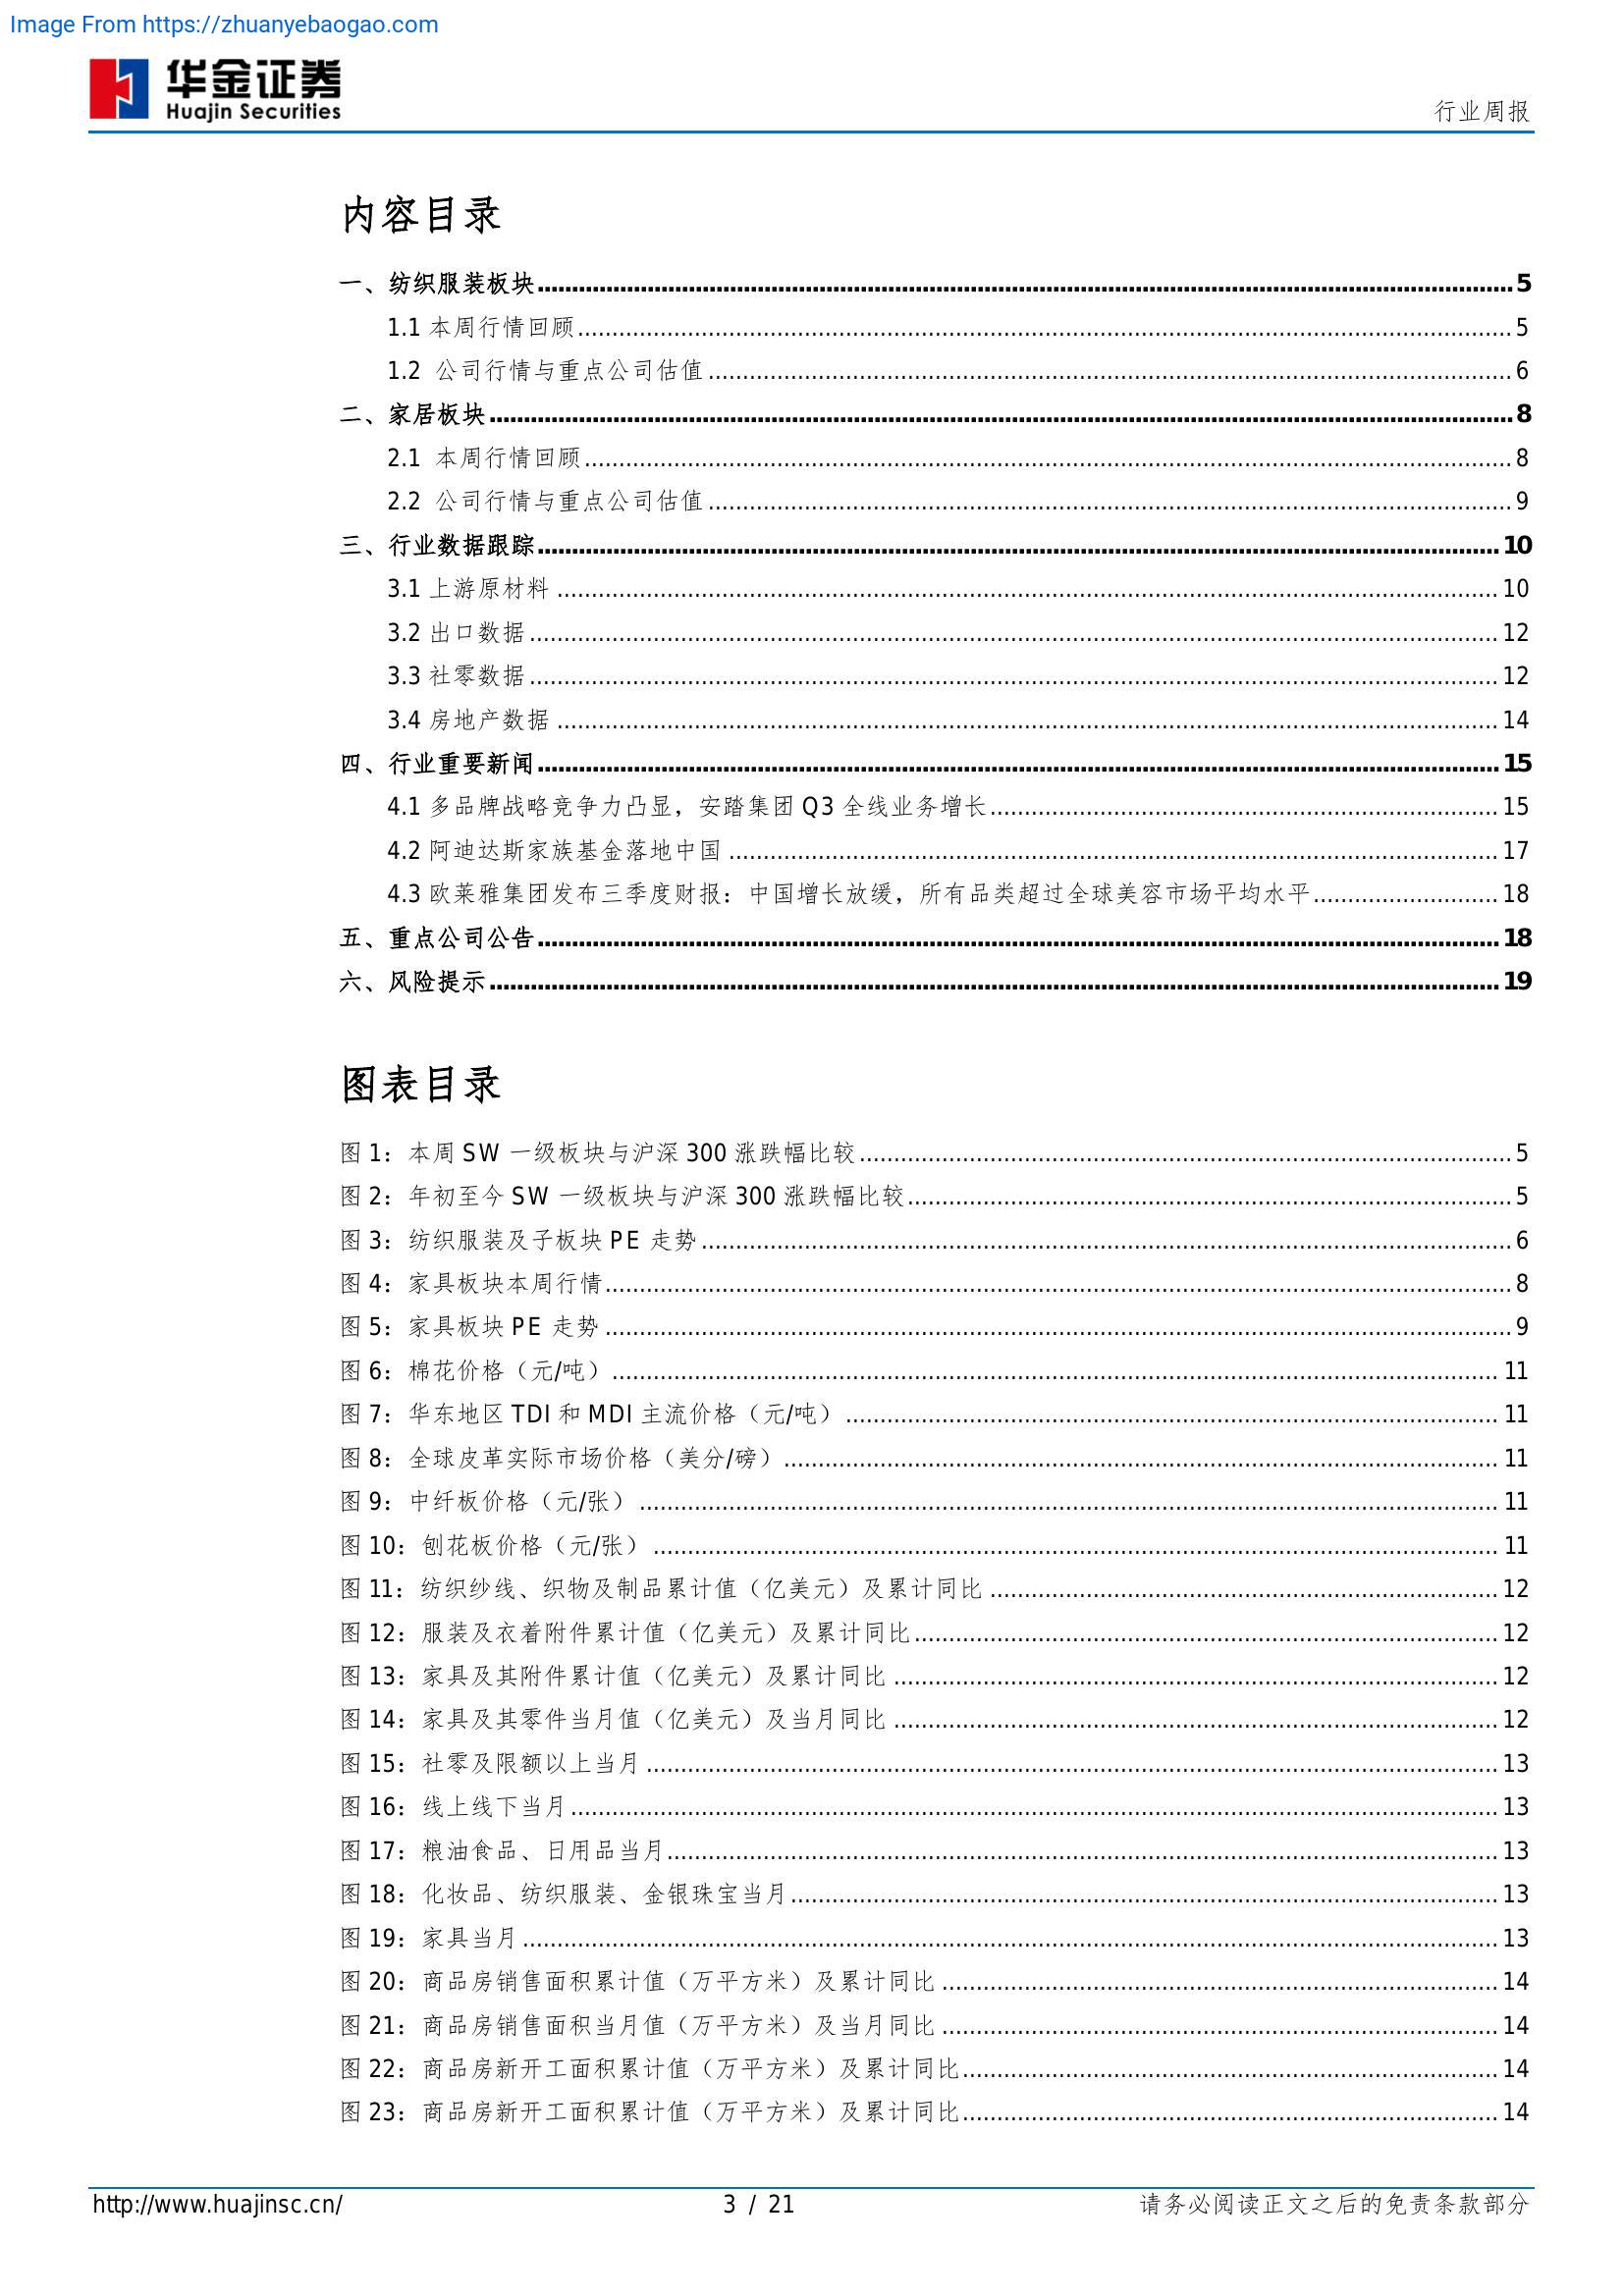 Image From https://zhuanyebaogao.com
华金证券
Huajin Securities
行业周报
内容目录
一、纺织服装板块 5
1.1 本周行情回顾 5
1.2 公司行情与重点公司估值 6
二、家居板块 8
2.1 本周行情回顾 8
2.2 公司行情与重点公司估值 9
三、行业数据跟踪 10
3.1 上游原材料 10
3.2 出口数据 12
3.3 社零数据 12
3.4 房地产数据 14
四、行业重要新闻 15
4.1 多品牌战略竞争力凸显，安踏集团 Q3 全线业务增长 15
4.2 阿迪达斯家族基金落地中国 17
4.3 欧莱雅集团发布三季度财报：中国增长放缓，所有品类超过全球美容市场平均水平 18
五、重点公司公告 18
六、风险提示 19
图表目录
图 1：本周 SW 一级板块与沪深 300 涨跌幅比较 5
图 2：年初至今 SW 一级板块与沪深 300 涨跌幅比较 5
图 3：纺织服装及子板块 PE 走势 6
图 4：家具板块本周行情 8
图 5：家具板块 PE 走势 9
图 6：棉花价格（元/吨） 11
图 7：华东地区 TDI 和 MDI 主流价格（元/吨） 11
图 8：全球皮革实际市场价格（美分/磅） 11
图 9：中纤板价格（元/张） 11
图 10：刨花板价格（元/张） 11
图 11：纺织纱线、织物及制品累计值（亿美元）及累计同比 12
图 12：服装及衣着附件累计值（亿美元）及累计同比 12
图 13：家具及其附件累计值（亿美元）及累计同比 12
图 14：家具及其零件当月值（亿美元）及当月同比 12
图 15：社零及限额以上当月 13
图 16：线上线下当月 13
图 17：粮油食品、日用品当月 13
图 18：化妆品、纺织服装、金银珠宝当月 13
图 19：家具当月 13
图 20：商品房销售面积累计值（万平方米）及累计同比 14
图 21：商品房销售面积当月值（万平方米）及当月同比 14
图 22：商品房新开工面积累计值（万平方米）及累计同比 14
图 23：商品房新开工面积累计值（万平方米）及累计同比 14
http://www.huajinsc.cn/
3 / 21
请务必阅读正文之后的免责条款部分